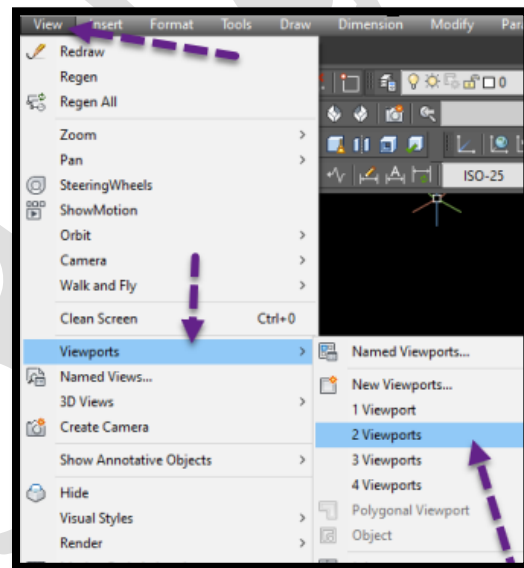 View Insert Format Tools Draw Dimension Modify
Redraw
Regen
Regen All
0
Zoom
Pan
SteeringWheels
ISO-25
ShowMotion
Orbit
Camera
Walk and Fly
Clean Screen Ctrl+0
Viewports
Named Views...
3D Views
Create Camera
Show Annotative Objects
Hide
Visual Styles
Render
Named Viewports...
New Viewports...
1 Viewport
2 Viewports
3 Viewports
4 Viewports
Polygonal Viewport
Object